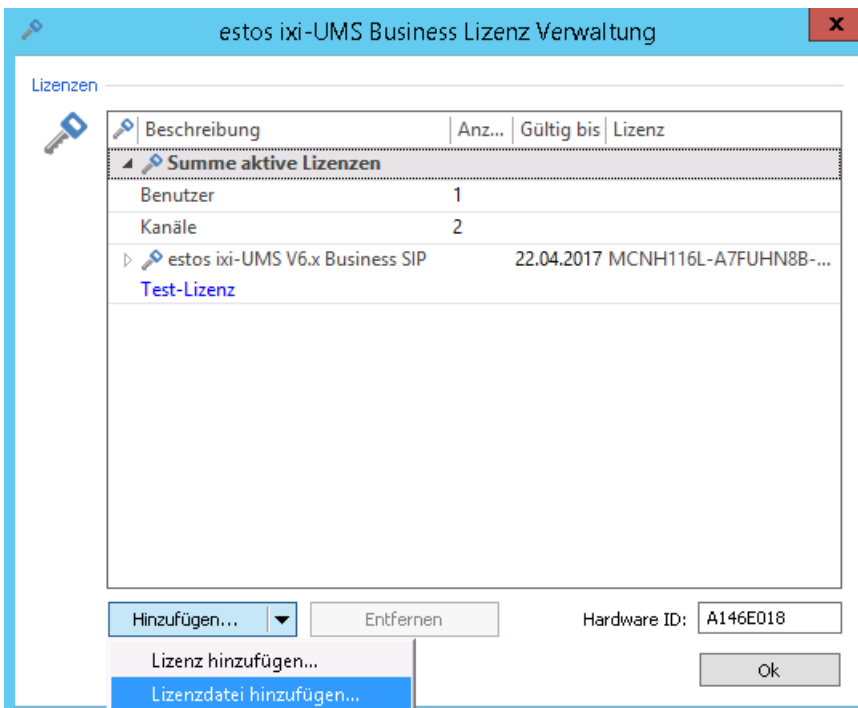 estos ixi-UMS Business Lizenz Verwaltung
x
Lizenzen
Beschreibung Anz... Gültig bis Lizenz
Summe aktive Lizenzen
Benutzer 1
Kanäle 2
estos ixi-UMS V6.x Business SIP 22.04.2017 MCNH116L-A7FUHN8B-...
Test-Lizenz
Hinzufügen... Entfernen Hardware ID: A146E018
Lizenz hinzufügen... Ok
Lizenzdatei hinzufügen...